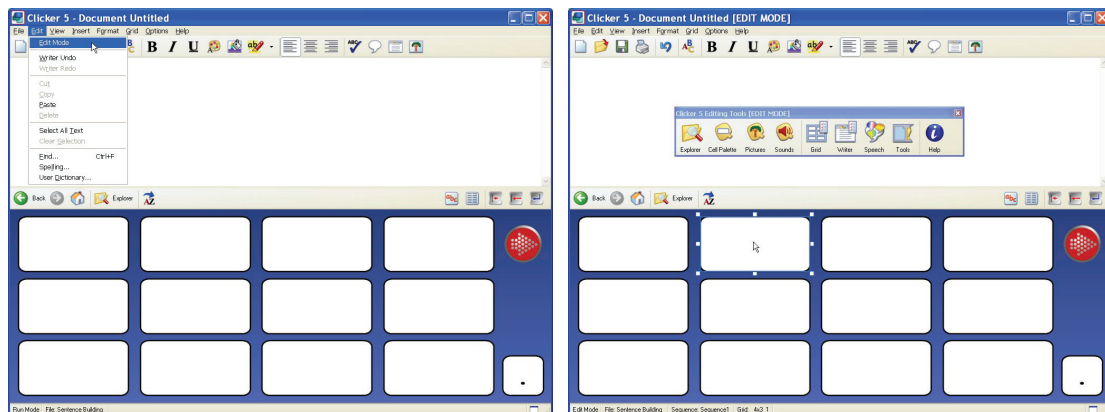 Clicker 5 - Document Untitled
File Edit View Insert Format Grid Options Help
Edit Mode
Writer Undo
Writer Redo
Cut
Copy
Paste
Delete
Select All Text
Clear Selection
Find... Ctrl+F
Spelling...
User Dictionary...
B I U
Back Explorer AZ
.
Run Mode File: Sentence Building
Clicker 5 - Document Untitled [EDIT MODE]
File Edit View Insert Format Grid Options Help
B I U
Clicker 5 Editing Tools [EDIT MODE]
Explorer Cell Palette Pictures Sounds Grid Writer Speech Tools Help
Back Explorer AZ
.
Edit Mode File: Sentence Building Sequence: Sequence1 Grid: 4x3 1